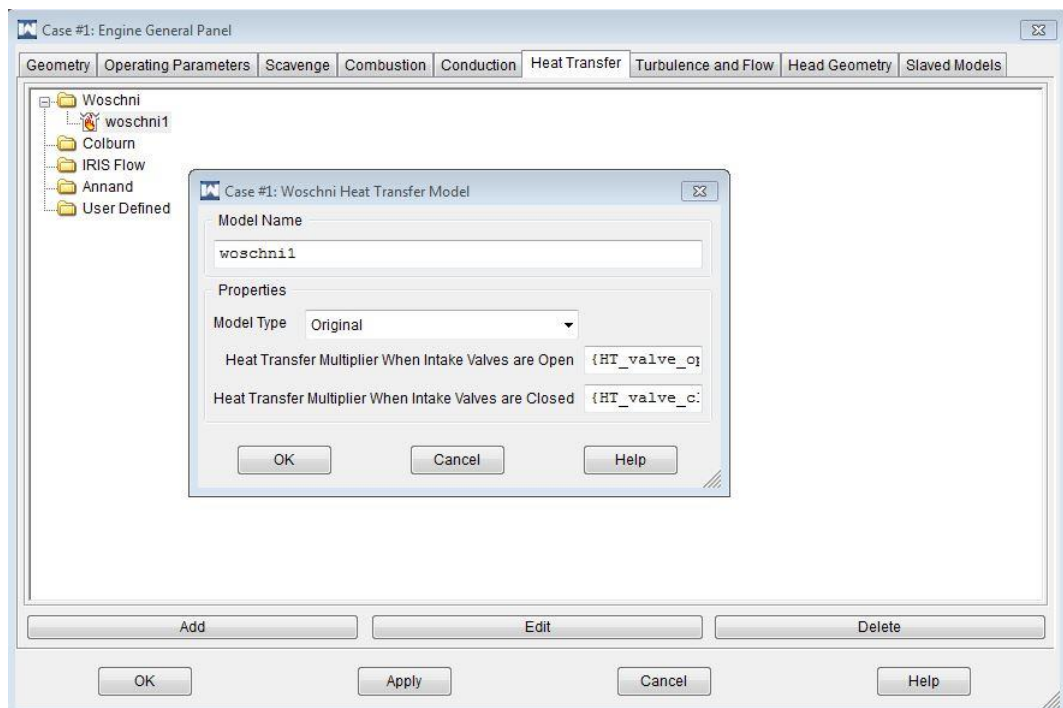 Case #1: Engine General Panel
Geometry Operating Parameters Scavenge Combustion Conduction Heat Transfer Turbulence and Flow Head Geometry Slaved Models
Woschni
woschni1
Colburn
IRIS Flow
Annand
User Defined
Case #1: Woschni Heat Transfer Model
Model Name
woschni1
Properties
Model Type Original
Heat Transfer Multiplier When Intake Valves are Open {HT_valve_op
Heat Transfer Multiplier When Intake Valves are Closed {HT_valve_cl
OK Cancel Help
Add Edit Delete
OK Apply Cancel Help